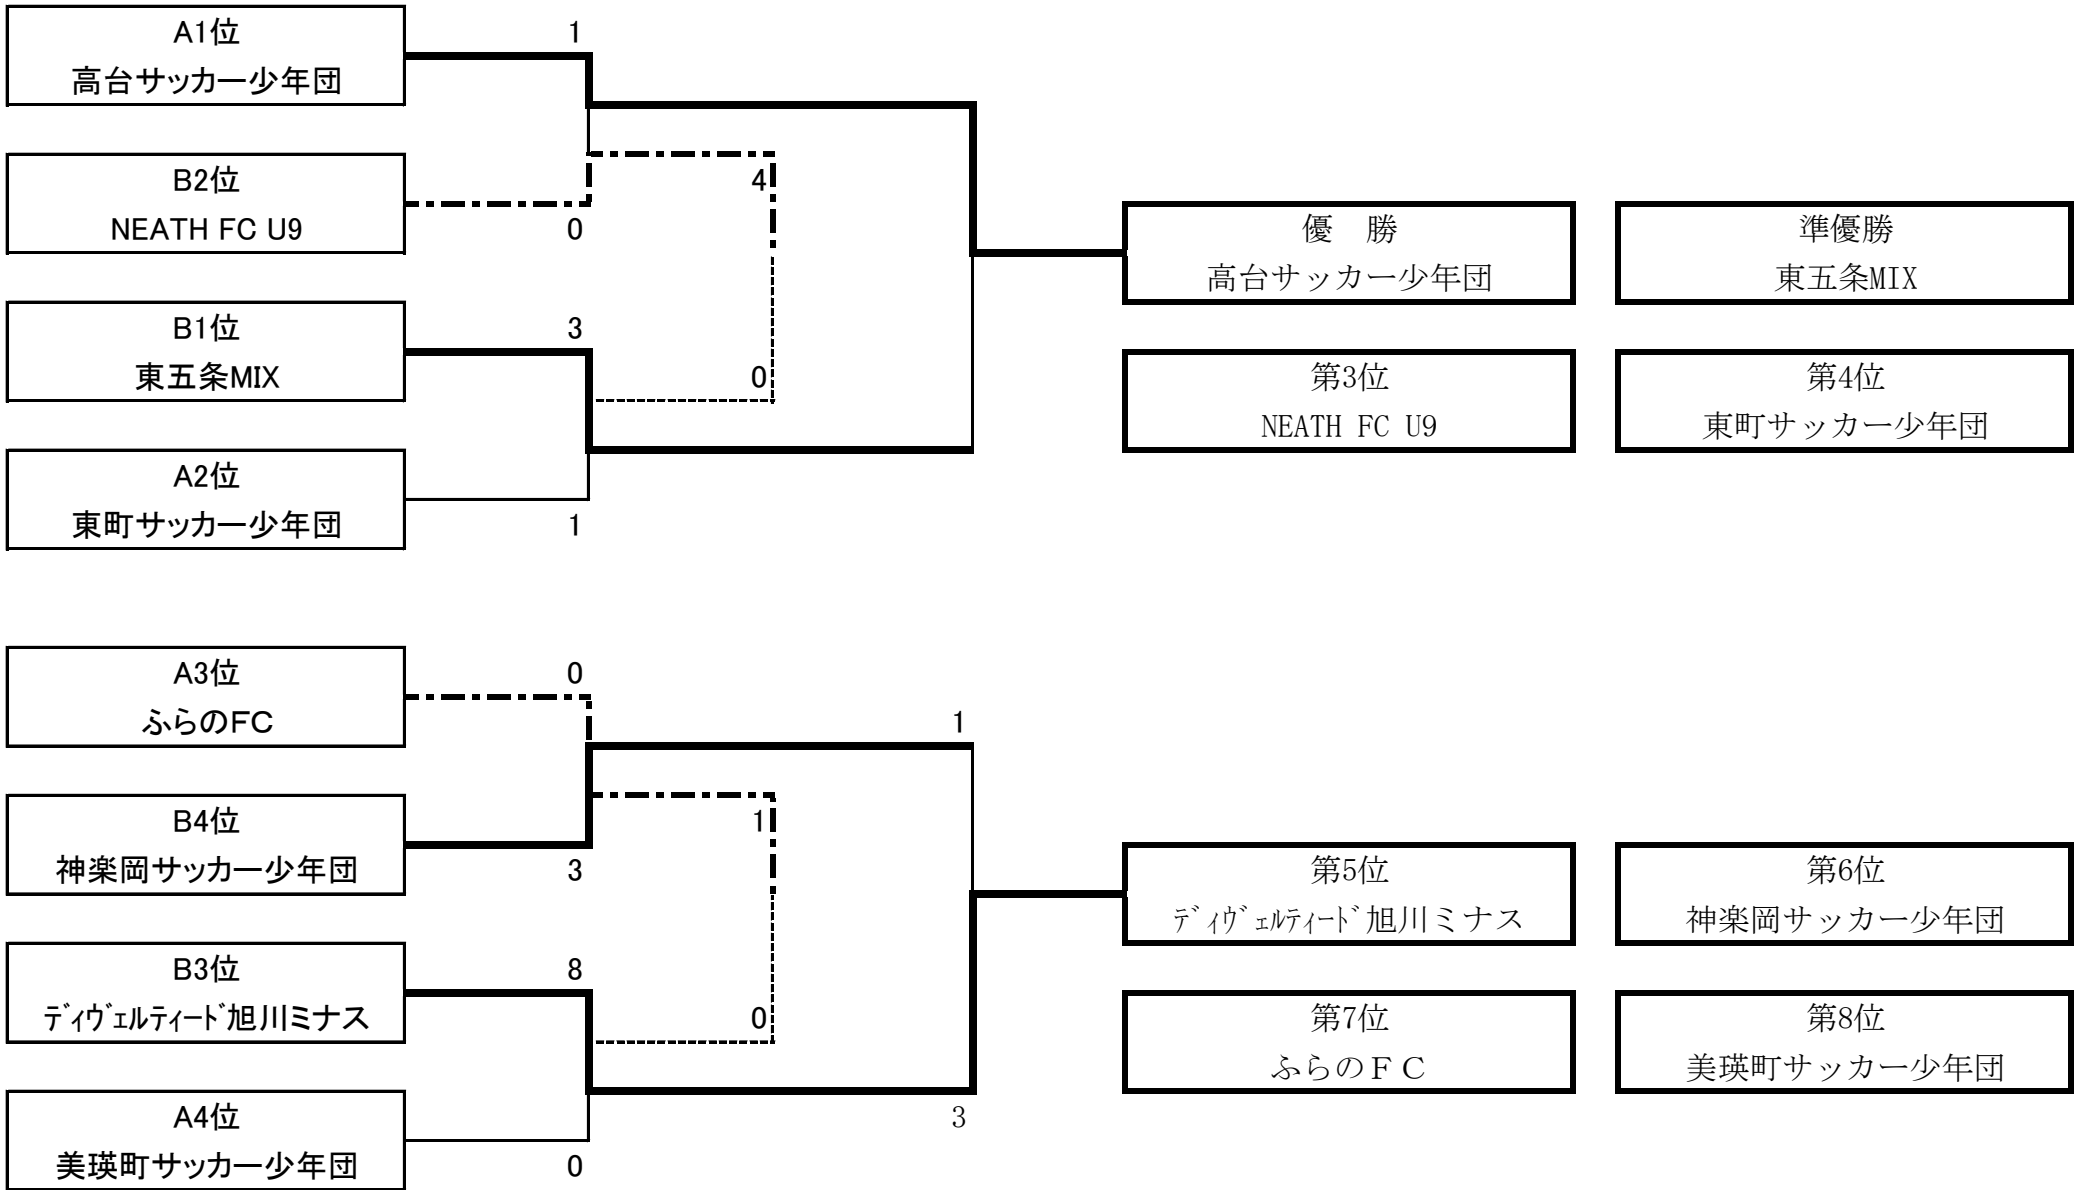 A1位
高台サッカー少年団
1
B2位
NEATH FC U9
0
4
B1位
東五条MIX
3
0
A2位
東町サッカー少年団
1
優　勝
高台サッカー少年団
準優勝
東五条MIX
第3位
NEATH FC U9
第4位
東町サッカー少年団
A3位
ふらのFC
0
1
B4位
神楽岡サッカー少年団
3
1
B3位
ﾃﾞｨｳﾞｪルﾃｨｰﾄﾞ旭川ミナス
8
0
A4位
美瑛町サッカー少年団
0
3
第5位
ﾃﾞｨｳﾞｪﾙﾃｨｰﾄﾞ旭川ミナス
第6位
神楽岡サッカー少年団
第7位
ふらのＦＣ
第8位
美瑛町サッカー少年団